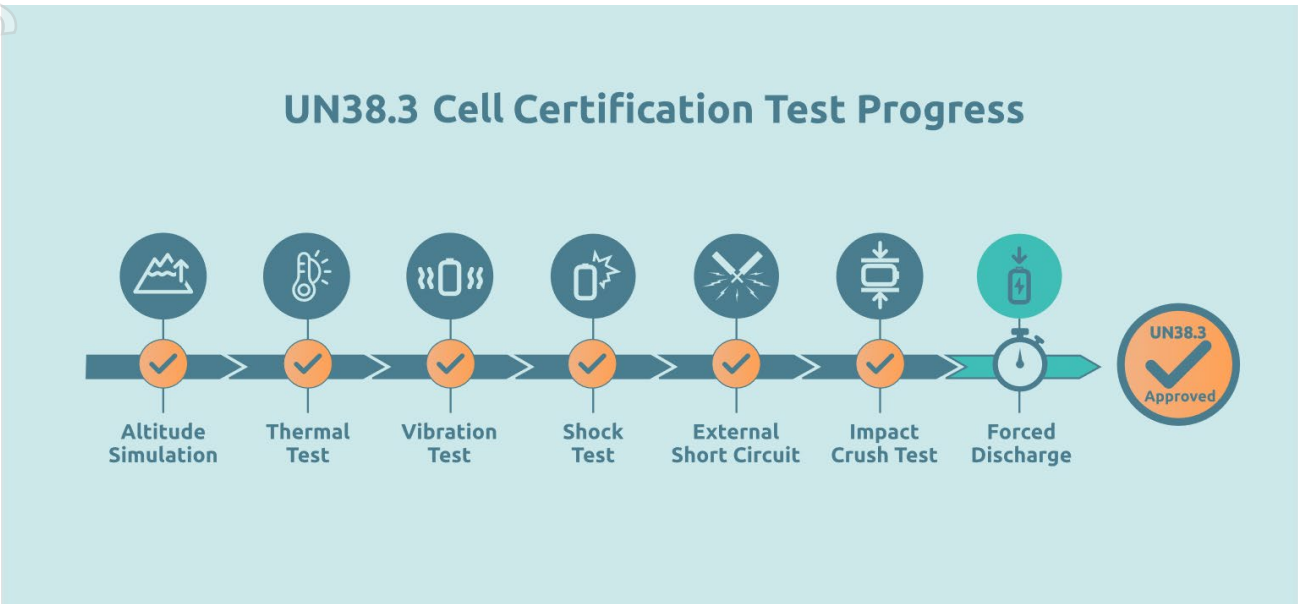 UN38.3 Cell Certification Test Progress
UN38.3
Approved
Altitude
Simulation
Thermal
Test
Vibration
Test
Shock
Test
External
Short Circuit
Impact
Crush Test
Forced
Discharge